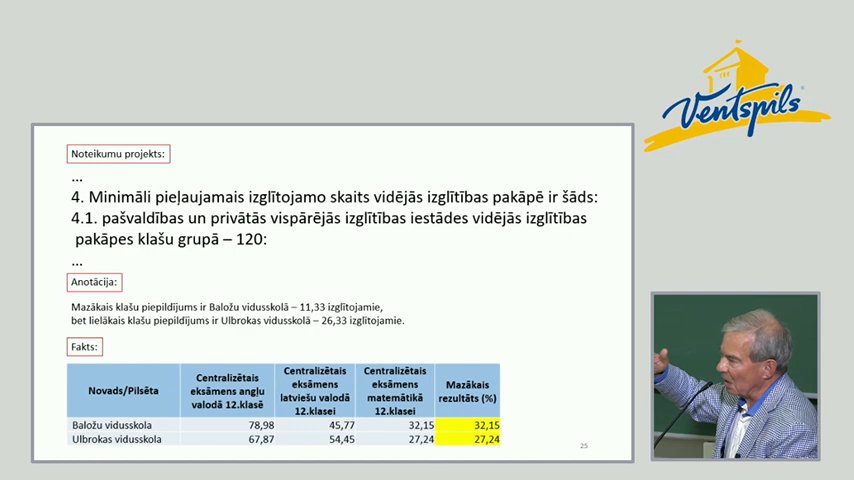 Ventspils
Noteikumu projekts:
...
4. Minimāli pieļaujamais izglītojamo skaits vidējās izglītības pakāpē ir šāds:
4.1. pašvaldības un privātās vispārējās izglītības iestādes vidējās izglītības
pakāpes klašu grupā – 120:
...
Anotācija:
Mazākais klašu piepildījums ir Baložu vidusskolā – 11,33 izglītojamie,
bet lielākais klašu piepildījums ir Ulbrokas vidusskolā – 26,33 izglītojamie.
Fakts:
Novads/Pilsēta
Centralizētais
eksāmens angļu
valodā 12.klasē
Centralizētais
eksāmens
latviešu valodā
12.klasei
Centralizētais
eksāmens
matemātikā
12.klasei
Mazākais
rezultāts (%)
Baložu vidusskola 78,98 45,77 32,15 32,15
Ulbrokas vidusskola 67,87 54,45 27,24 27,24
25